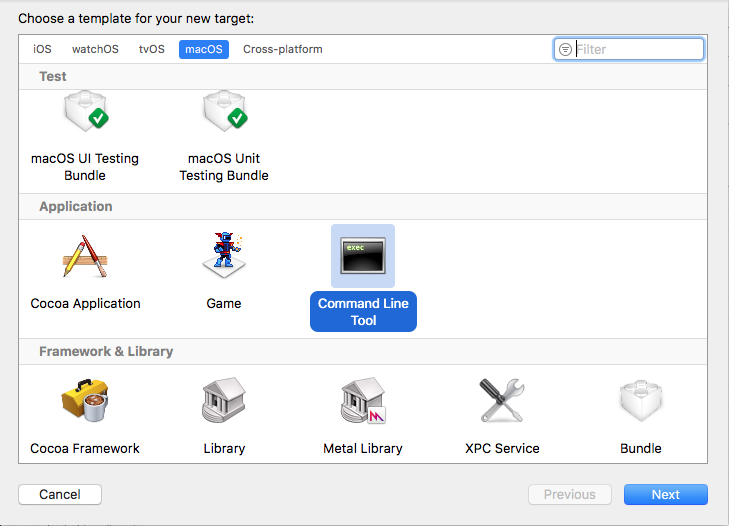 Choose a template for your new target:
iOS watchOS tvOS macOS Cross-platform Filter
Test
macOS UI Testing Bundle
macOS Unit Testing Bundle
Application
exec
Cocoa Application
Game
Command Line Tool
Framework & Library
Cocoa Framework
Library
Metal Library
XPC Service
Bundle
Cancel Previous Next